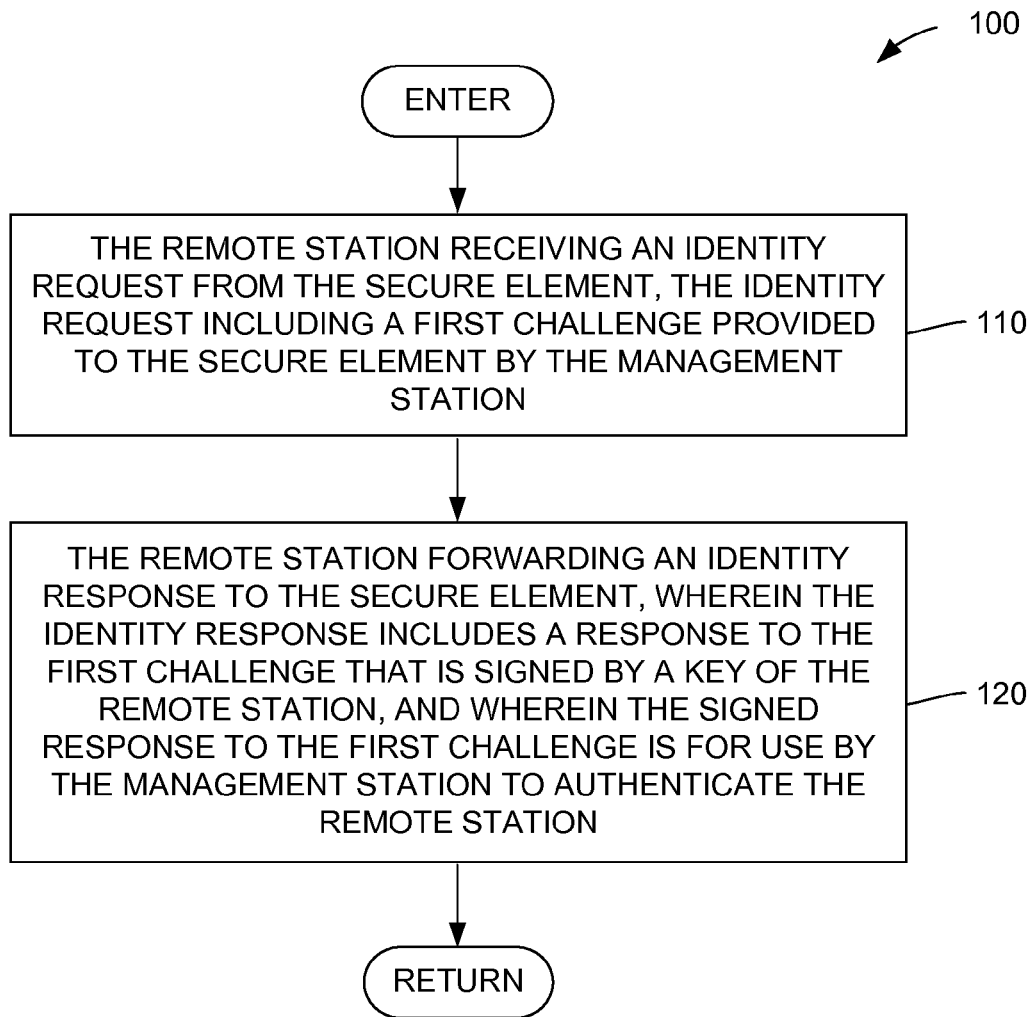 100
ENTER
THE REMOTE STATION RECEIVING AN IDENTITY
REQUEST FROM THE SECURE ELEMENT, THE IDENTITY
REQUEST INCLUDING A FIRST CHALLENGE PROVIDED
TO THE SECURE ELEMENT BY THE MANAGEMENT
STATION
110
THE REMOTE STATION FORWARDING AN IDENTITY
RESPONSE TO THE SECURE ELEMENT, WHEREIN THE
IDENTITY RESPONSE INCLUDES A RESPONSE TO THE
FIRST CHALLENGE THAT IS SIGNED BY A KEY OF THE
REMOTE STATION, AND WHEREIN THE SIGNED
RESPONSE TO THE FIRST CHALLENGE IS FOR USE BY
THE MANAGEMENT STATION TO AUTHENTICATE THE
REMOTE STATION
120
RETURN